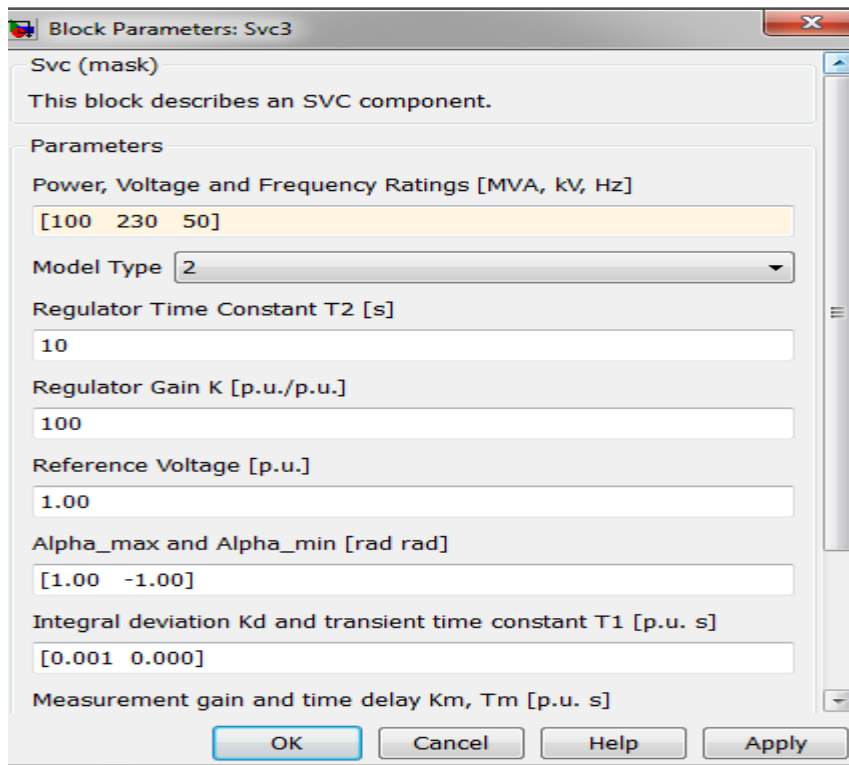 Block Parameters: Svc3
Svc (mask)
This block describes an SVC component.
Parameters
Power, Voltage and Frequency Ratings [MVA, kV, Hz]
[100 230 50]
Model Type 2
Regulator Time Constant T2 [s]
10
Regulator Gain K [p.u./p.u.]
100
Reference Voltage [p.u.]
1.00
Alpha_max and Alpha_min [rad rad]
[1.00 -1.00]
Integral deviation Kd and transient time constant T1 [p.u. s]
[0.001 0.000]
Measurement gain and time delay Km, Tm [p.u. s]
OK Cancel Help Apply